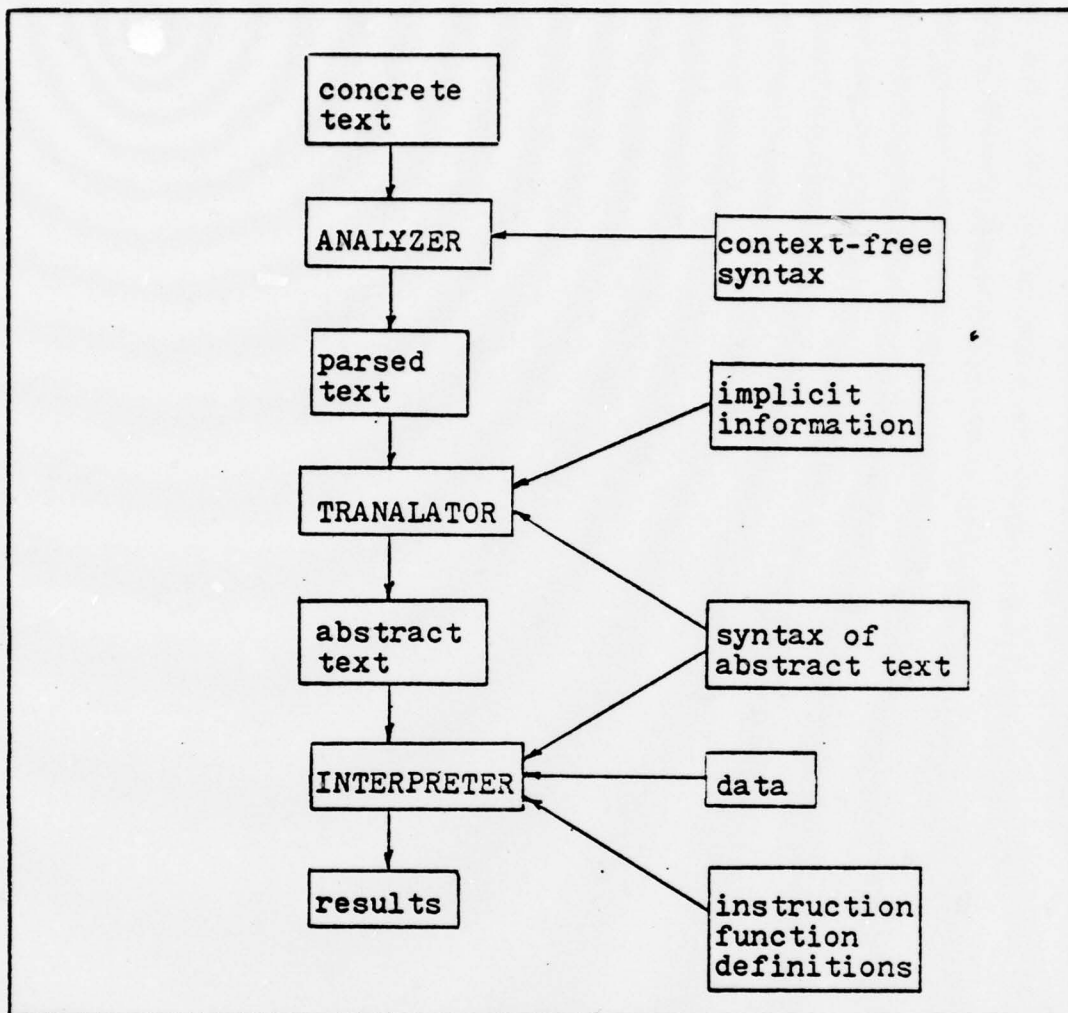 concrete
text
ANALYZER
context-free
syntax
parsed
text
implicit
information
TRANALATOR
abstract
text
syntax of
abstract text
INTERPRETER
data
results
instruction
function
definitions